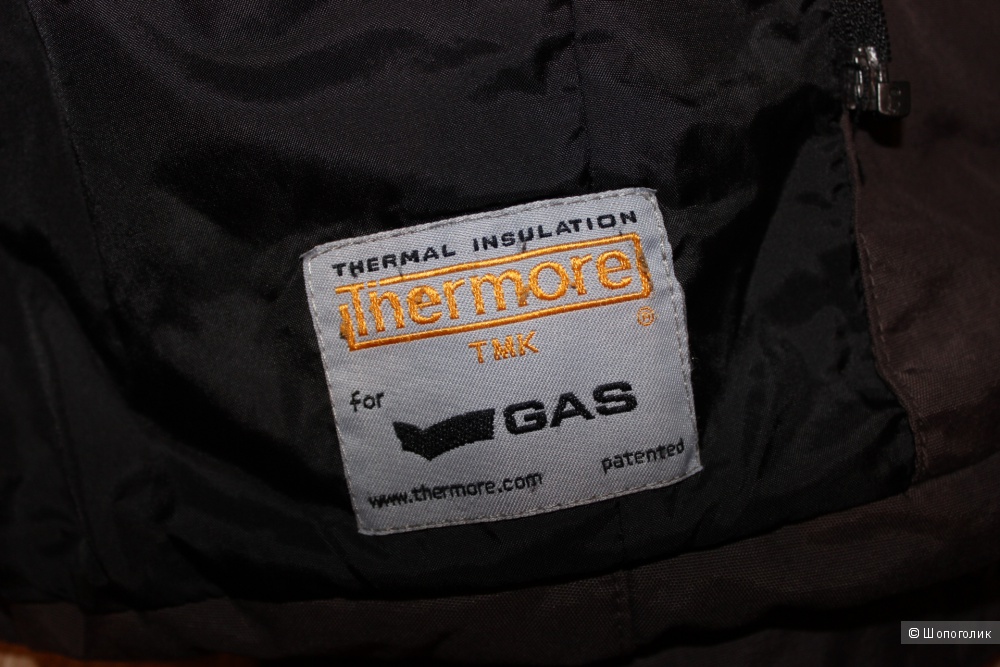 THERMAL INSULATION
Thermore
®
TMK
for
GAS
patented
www.thermore.com
© Шопоголик